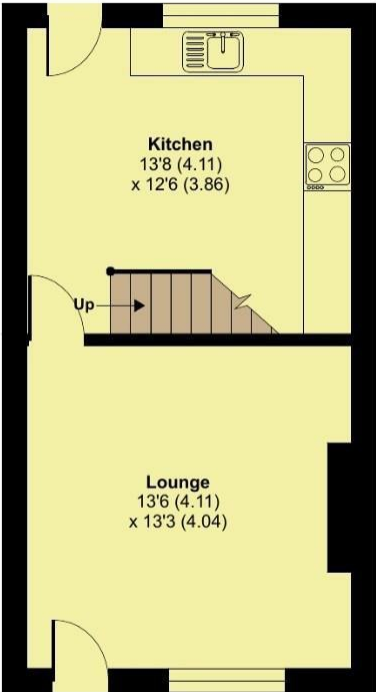 Kitchen
13'8 (4.11)
x 12'6 (3.86)
Up
Lounge
13'6 (4.11)
x 13'3 (4.04)